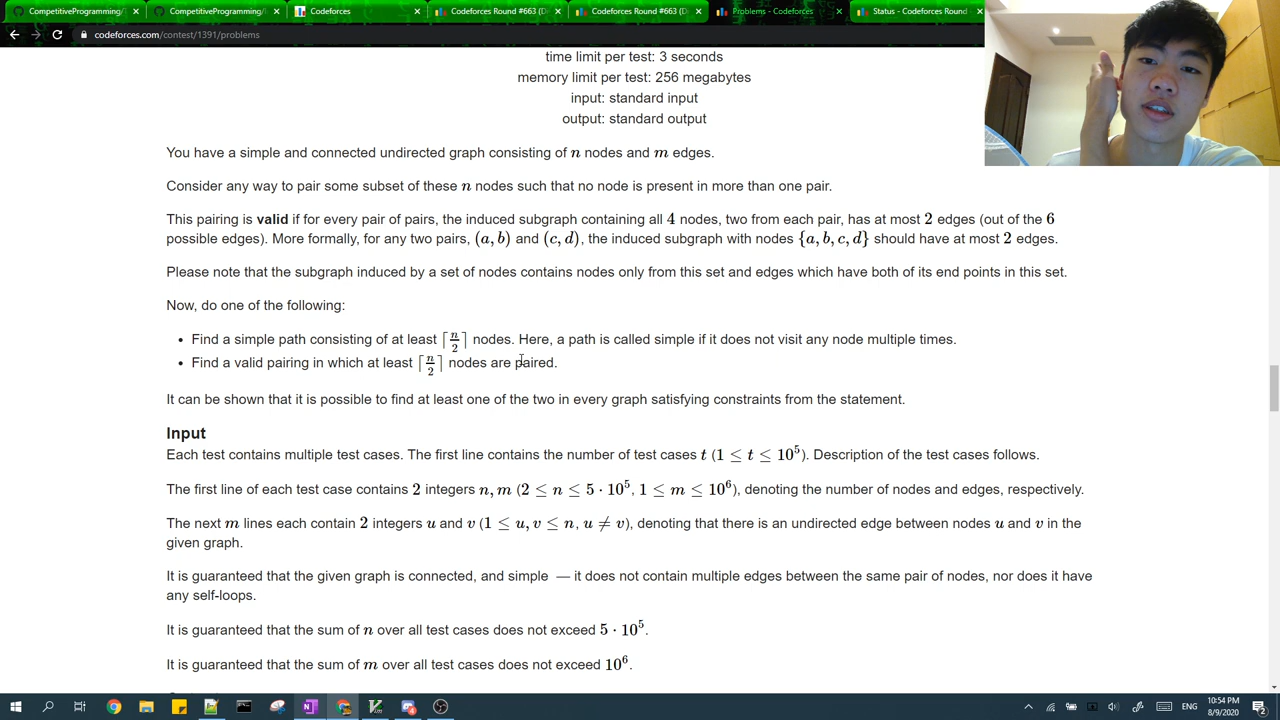 CompetitiveProgramming/
CompetitiveProgramming/
Codeforces
Codeforces Round #663 (Di
Codeforces Round #663 (Di
Problems - Codeforces
Status - Codeforces Round
codeforces.com/contest/1391/problems
time limit per test: 3 seconds
memory limit per test: 256 megabytes
input: standard input
output: standard output
You have a simple and connected undirected graph consisting of n nodes and m edges.
Consider any way to pair some subset of these n nodes such that no node is present in more than one pair.
This pairing is valid if for every pair of pairs, the induced subgraph containing all 4 nodes, two from each pair, has at most 2 edges (out of the 6
possible edges). More formally, for any two pairs, (a, b) and (c, d), the induced subgraph with nodes {a, b, c, d} should have at most 2 edges.
Please note that the subgraph induced by a set of nodes contains nodes only from this set and edges which have both of its end points in this set.
Now, do one of the following:
• Find a simple path consisting of at least ⌈n/2⌉ nodes. Here, a path is called simple if it does not visit any node multiple times.
• Find a valid pairing in which at least ⌈n/2⌉ nodes are paired.
It can be shown that it is possible to find at least one of the two in every graph satisfying constraints from the statement.
Input
Each test contains multiple test cases. The first line contains the number of test cases t (1 ≤ t ≤ 10⁵). Description of the test cases follows.
The first line of each test case contains 2 integers n, m (2 ≤ n ≤ 5 · 10⁵, 1 ≤ m ≤ 10⁶), denoting the number of nodes and edges, respectively.
The next m lines each contain 2 integers u and v (1 ≤ u, v ≤ n, u ≠ v), denoting that there is an undirected edge between nodes u and v in the
given graph.
It is guaranteed that the given graph is connected, and simple — it does not contain multiple edges between the same pair of nodes, nor does it have
any self-loops.
It is guaranteed that the sum of n over all test cases does not exceed 5 · 10⁵.
It is guaranteed that the sum of m over all test cases does not exceed 10⁶.
ENG
10:54 PM
8/9/2020